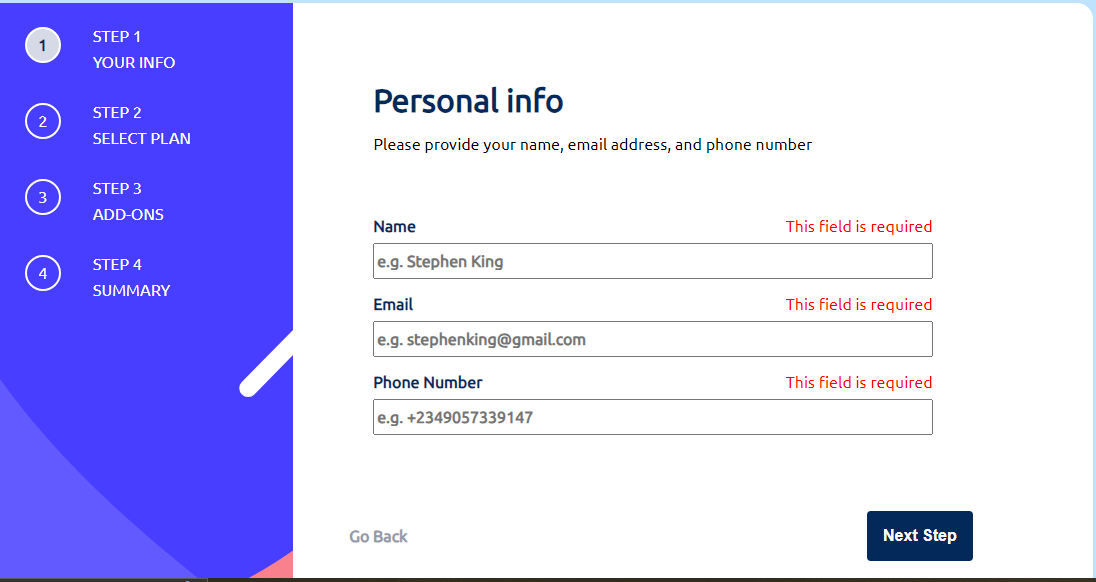 1
STEP 1
YOUR INFO
2
STEP 2
SELECT PLAN
3
STEP 3
ADD-ONS
4
STEP 4
SUMMARY
Personal info
Please provide your name, email address, and phone number
Name This field is required
e.g. Stephen King
Email This field is required
e.g. stephenking@gmail.com
Phone Number This field is required
e.g. +2349057339147
Go Back Next Step